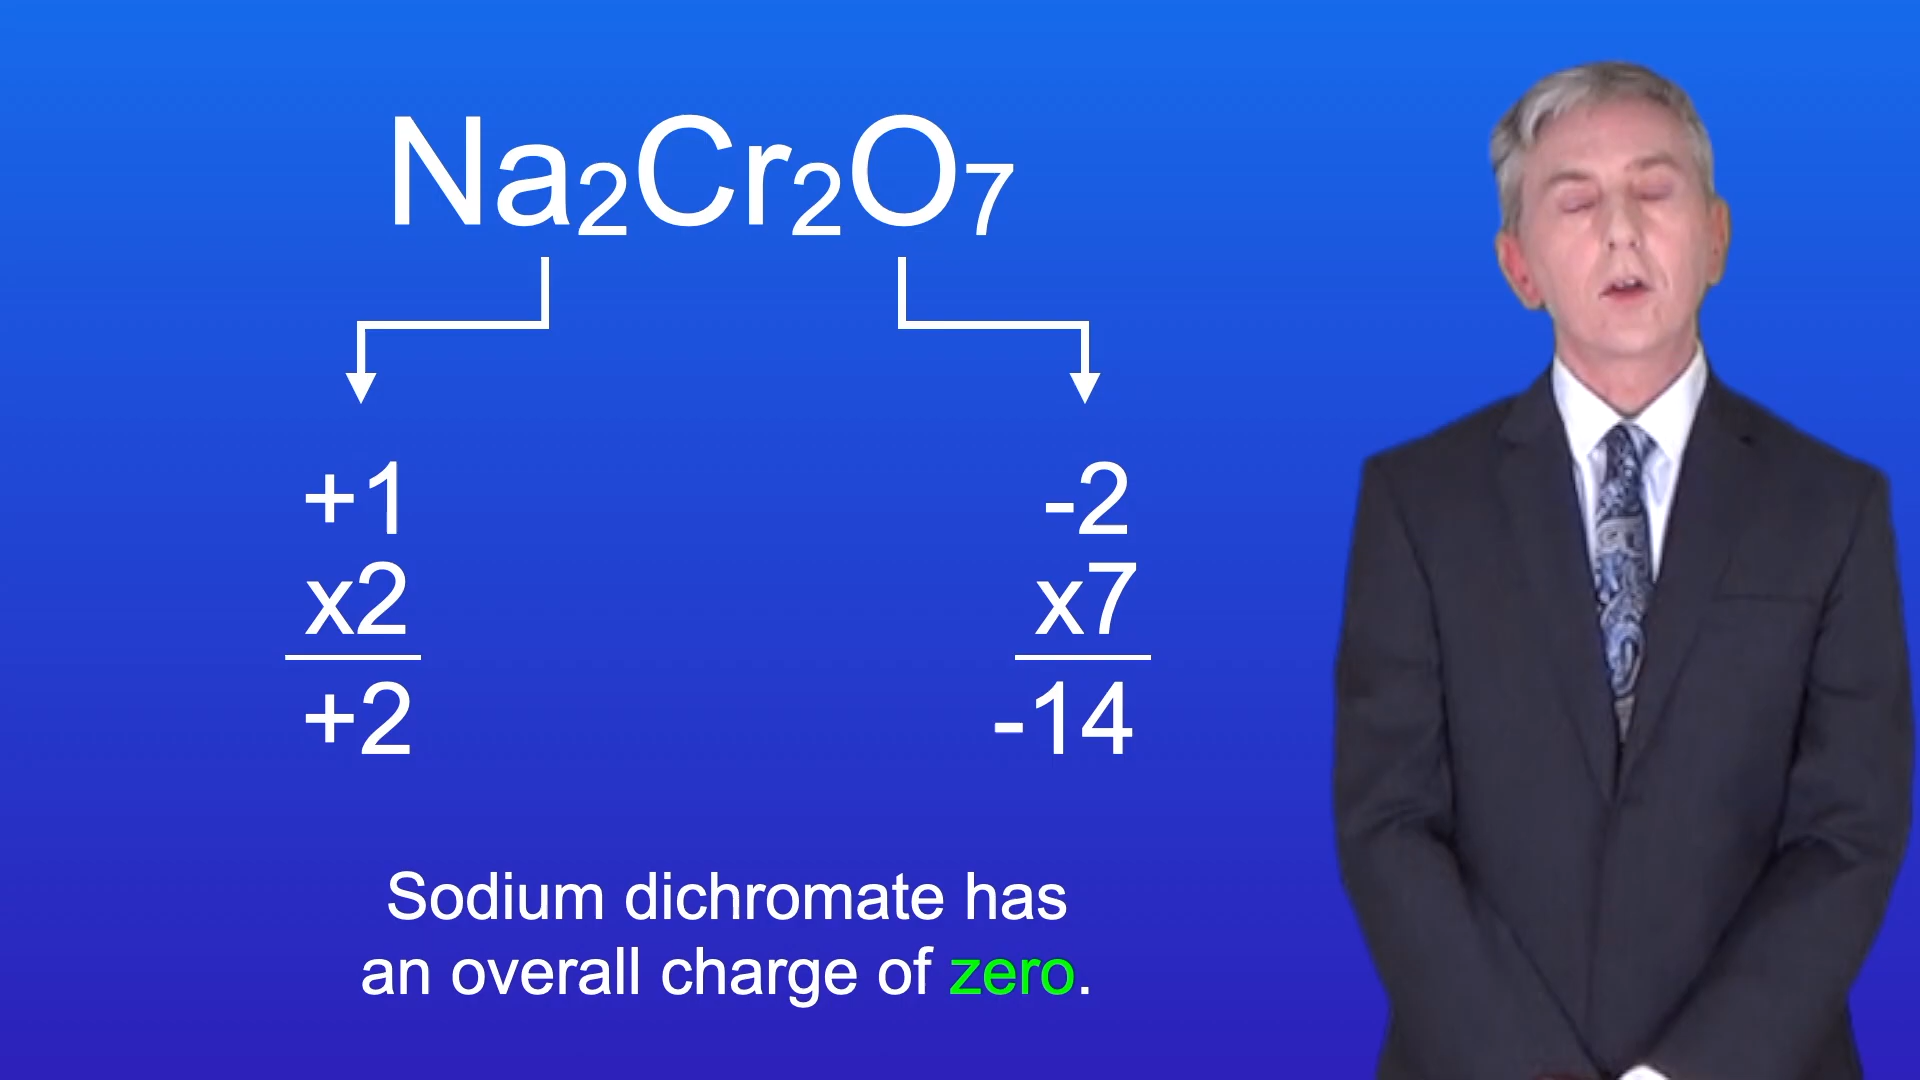 Na₂Cr₂O₇
+1 -2
x2 x7
+2 -14
Sodium dichromate has
an overall charge of zero.